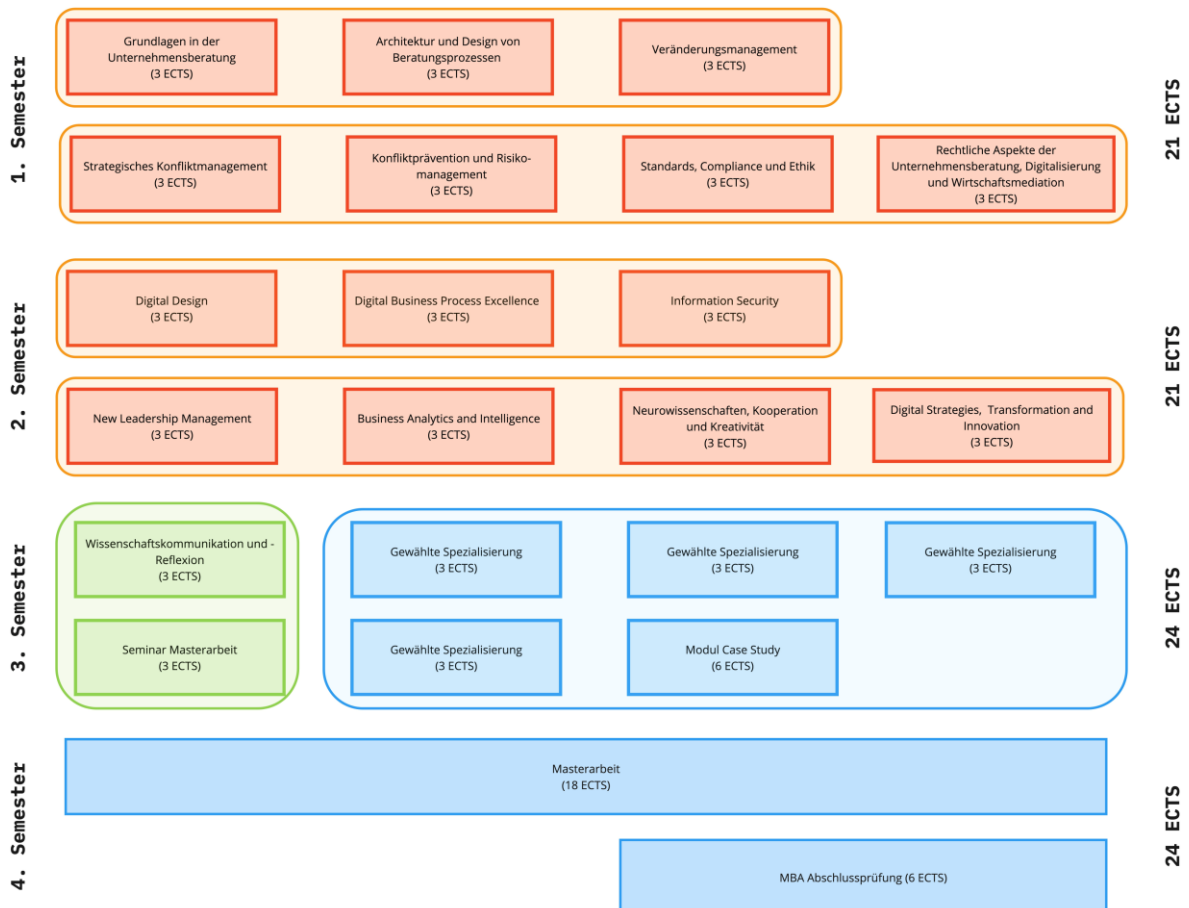 1. Semester
Grundlagen in der
Unternehmensberatung
(3 ECTS)
Architektur und Design von
Beratungsprozessen
(3 ECTS)
Veränderungsmanagement
(3 ECTS)
Strategisches Konfliktmanagement
(3 ECTS)
Konfliktprävention und Risiko-
management
(3 ECTS)
Standards, Compliance und Ethik
(3 ECTS)
Rechtliche Aspekte der
Unternehmensberatung, Digitalisierung
und Wirtschaftsmediation
(3 ECTS)
21 ECTS
2. Semester
Digital Design
(3 ECTS)
Digital Business Process Excellence
(3 ECTS)
Information Security
(3 ECTS)
New Leadership Management
(3 ECTS)
Business Analytics and Intelligence
(3 ECTS)
Neurowissenschaften, Kooperation
und Kreativität
(3 ECTS)
Digital Strategies, Transformation and
Innovation
(3 ECTS)
21 ECTS
3. Semester
Wissenschaftskommunikation und -
Reflexion
(3 ECTS)
Gewählte Spezialisierung
(3 ECTS)
Gewählte Spezialisierung
(3 ECTS)
Gewählte Spezialisierung
(3 ECTS)
Seminar Masterarbeit
(3 ECTS)
Gewählte Spezialisierung
(3 ECTS)
Modul Case Study
(6 ECTS)
24 ECTS
4. Semester
Masterarbeit
(18 ECTS)
MBA Abschlussprüfung (6 ECTS)
24 ECTS